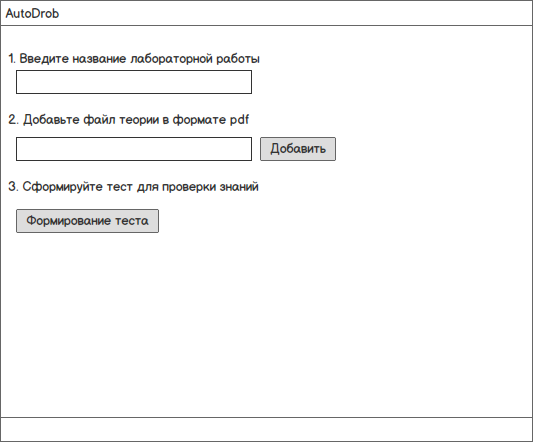 AutoDrob
1. Введите название лабораторной работы
2. Добавьте файл теории в формате pdf
Добавить
3. Сформируйте тест для проверки знаний
Формирование теста